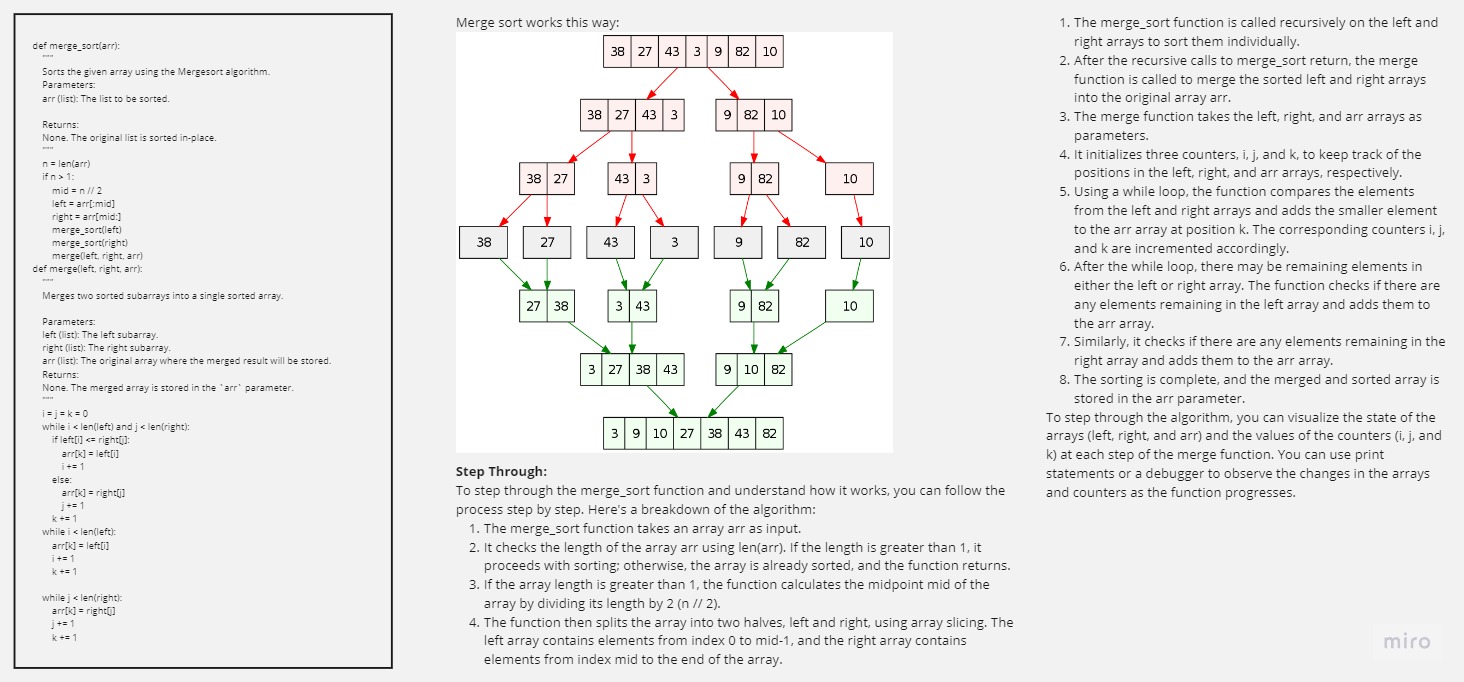 def merge_sort(arr):
"""
Sorts the given array using the Mergesort algorithm.
Parameters:
arr (list): The list to be sorted.
Returns:
None. The original list is sorted in-place.
"""
n = len(arr)
if n > 1:
mid = n // 2
left = arr[:mid]
right = arr[mid:]
merge_sort(left)
merge_sort(right)
merge(left, right, arr)
def merge(left, right, arr):
"""
Merges two sorted subarrays into a single sorted array.
Parameters:
left (list): The left subarray.
right (list): The right subarray.
arr (list): The original array where the merged result will be stored.
Returns:
None. The merged array is stored in the `arr` parameter.
"""
i = j = k = 0
while i < len(left) and j < len(right):
if left[i] <= right[j]:
arr[k] = left[i]
i += 1
else:
arr[k] = right[j]
j += 1
k += 1
while i < len(left):
arr[k] = left[i]
i += 1
k += 1
while j < len(right):
arr[k] = right[j]
j += 1
k += 1
Merge sort works this way:
38 27 43 3 9 82 10
38 27 43 3 9 82 10
38 27 43 3 9 82 10
38 27 43 3 9 82 10
27 38 3 43 9 82 10
3 27 38 43 9 10 82
3 9 10 27 38 43 82
Step Through:
To step through the merge_sort function and understand how it works, you can follow the
process step by step. Here's a breakdown of the algorithm:
1. The merge_sort function takes an array arr as input.
2. It checks the length of the array arr using len(arr). If the length is greater than 1, it
proceeds with sorting; otherwise, the array is already sorted, and the function returns.
3. If the array length is greater than 1, the function calculates the midpoint mid of the
array by dividing its length by 2 (n // 2).
4. The function then splits the array into two halves, left and right, using array slicing. The
left array contains elements from index 0 to mid-1, and the right array contains
elements from index mid to the end of the array.
1. The merge_sort function is called recursively on the left and
right arrays to sort them individually.
2. After the recursive calls to merge_sort return, the merge
function is called to merge the sorted left and right arrays
into the original array arr.
3. The merge function takes the left, right, and arr arrays as
parameters.
4. It initializes three counters, i, j, and k, to keep track of the
positions in the left, right, and arr arrays, respectively.
5. Using a while loop, the function compares the elements
from the left and right arrays and adds the smaller element
to the arr array at position k. The corresponding counters i, j,
and k are incremented accordingly.
6. After the while loop, there may be remaining elements in
either the left or right array. The function checks if there are
any elements remaining in the left array and adds them to
the arr array.
7. Similarly, it checks if there are any elements remaining in the
right array and adds them to the arr array.
8. The sorting is complete, and the merged and sorted array is
stored in the arr parameter.
To step through the algorithm, you can visualize the state of the
arrays (left, right, and arr) and the values of the counters (i, j, and
k) at each step of the merge function. You can use print
statements or a debugger to observe the changes in the arrays
and counters as the function progresses.
miro